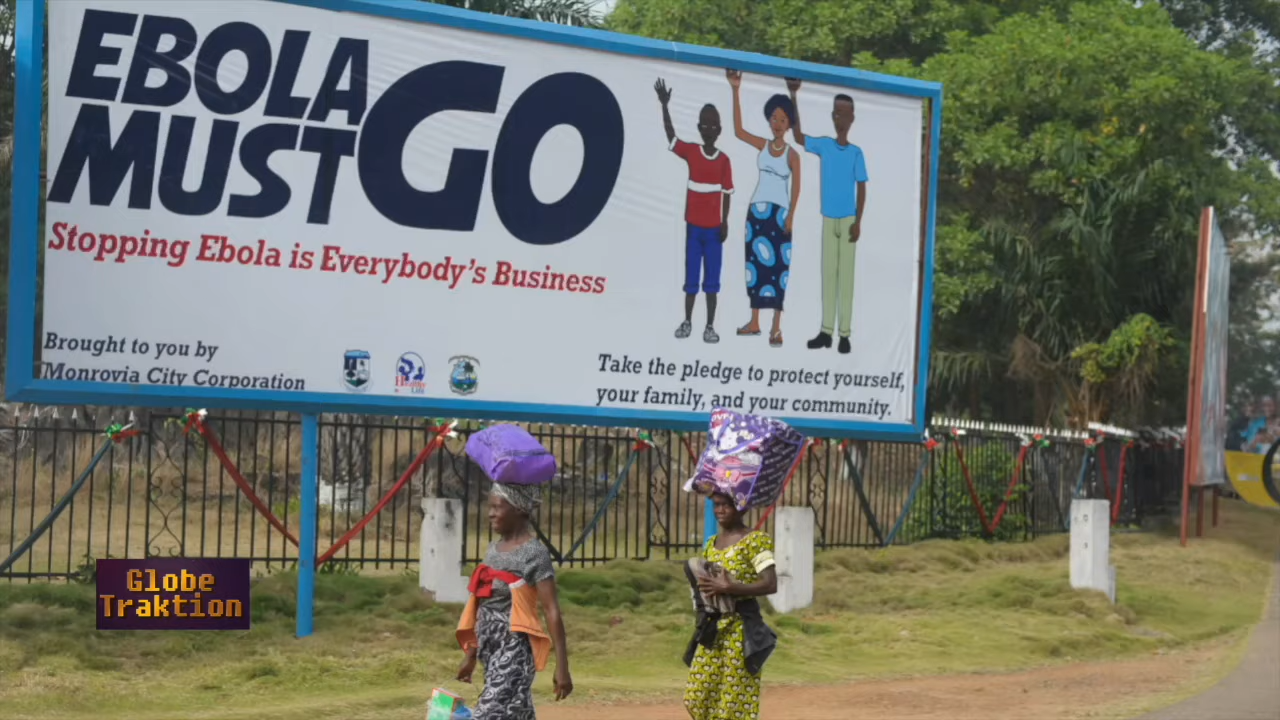 EBOLA
MUST GO
Stopping Ebola is Everybody's Business
Brought to you by
Monrovia City Corporation
Take the pledge to protect yourself,
your family, and your community.
Globe
Traktion